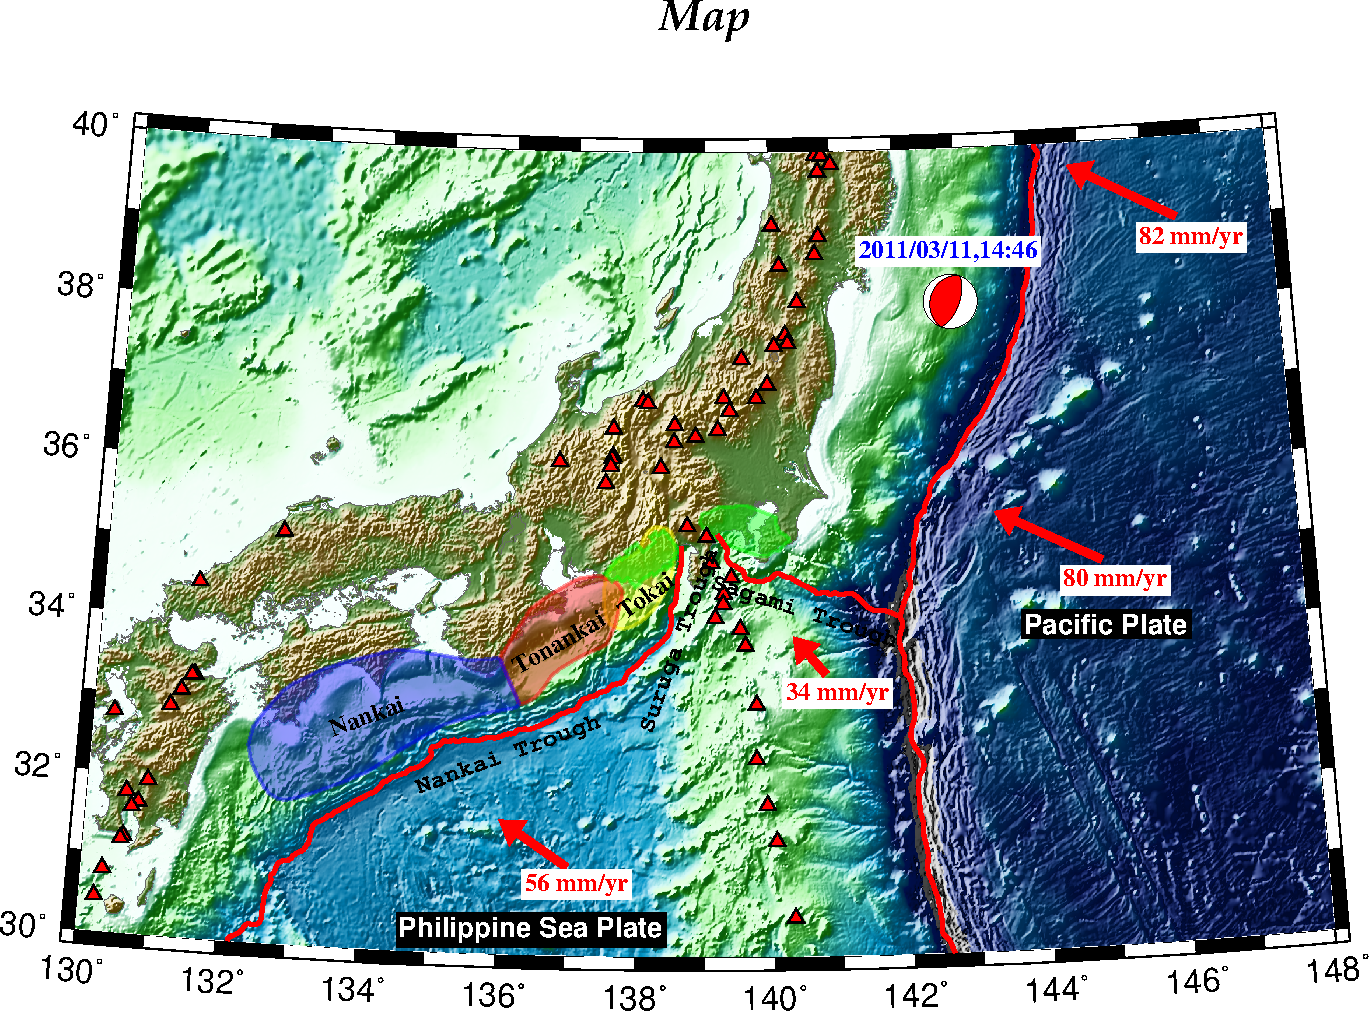 Map
40°
82 mm/yr
2011/03/11,14:46
38°
36°
80 mm/yr
34°
Tokai
Sagami Trough
Pacific Plate
Tonankai
Suruga Trough
34 mm/yr
Nankai
Nankai Trough
32°
56 mm/yr
Philippine Sea Plate
30°
130° 132° 134° 136° 138° 140° 142° 144° 146° 148°